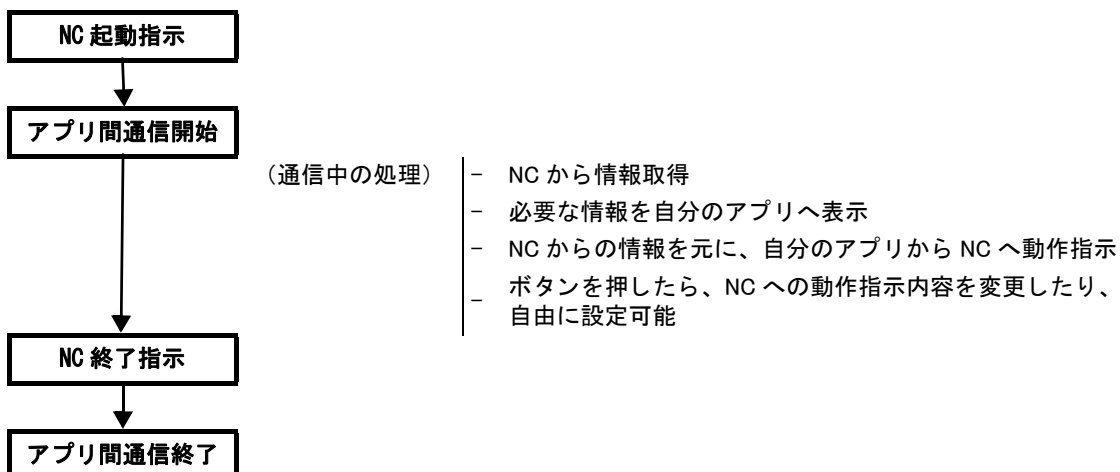 NC 起動指示
アプリ間通信開始
（通信中の処理）
－ NC から情報取得
－ 必要な情報を自分のアプリへ表示
－ NC からの情報を元に、自分のアプリから NC へ動作指示
－ ボタンを押したら、NC への動作指示内容を変更したり、
自由に設定可能
NC 終了指示
アプリ間通信終了